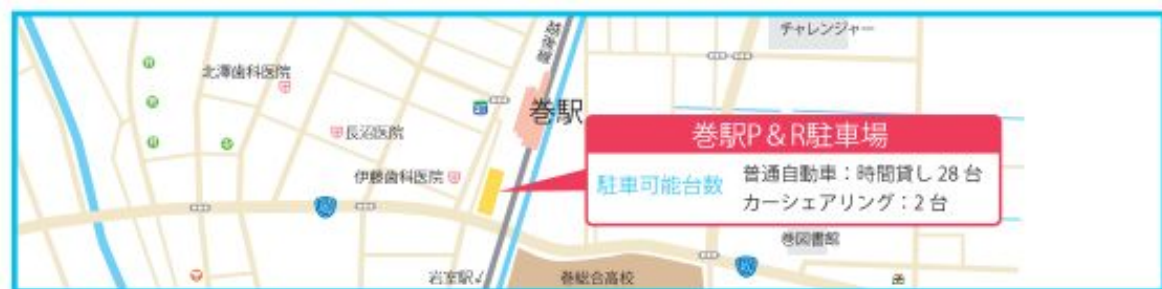 チャレンジャー
越後線
北澤歯科医院
巻駅
長沼医院
巻駅P&R駐車場
伊藤歯科医院
駐車可能台数
普通自動車：時間貸し 28 台
カーシェアリング：2 台
巻図書館
岩室駅
巻総合高校